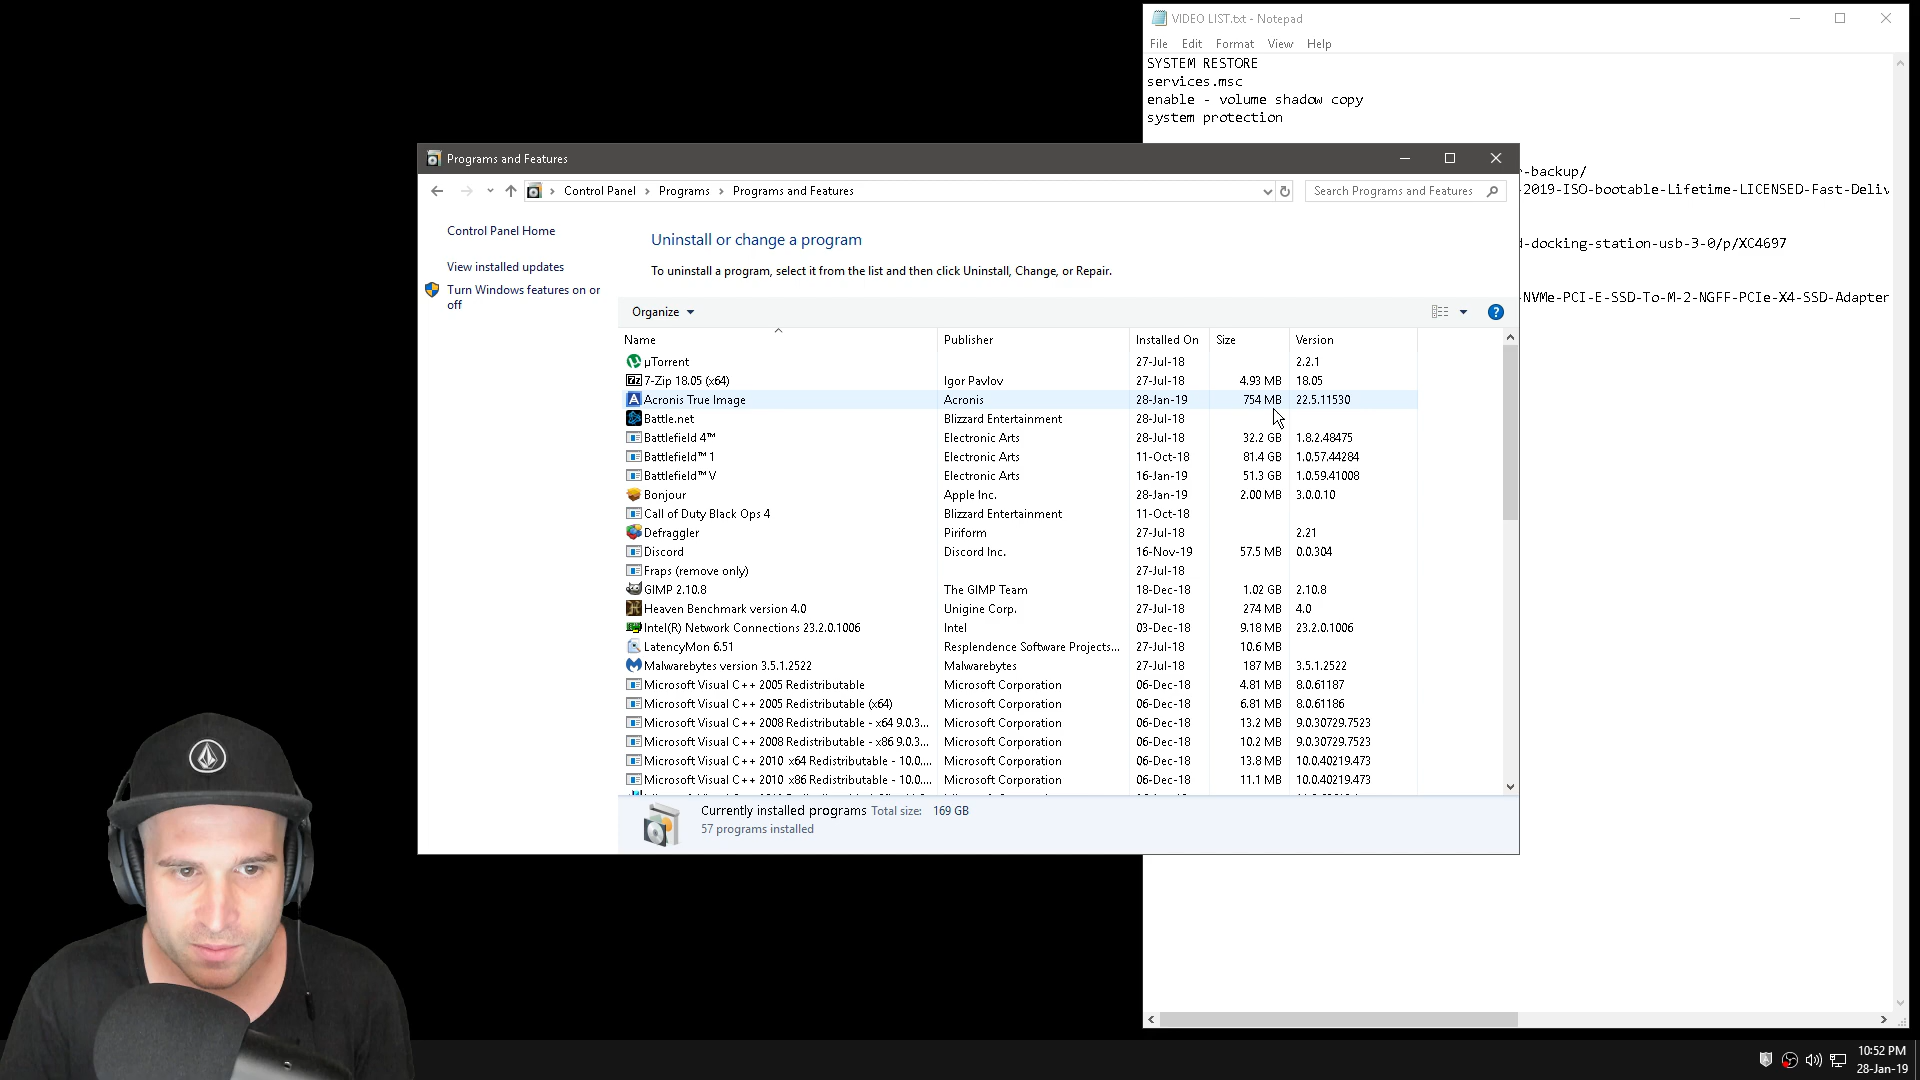 VIDEO LIST.txt - Notepad
File Edit Format View Help
SYSTEM RESTORE
services.msc
enable - volume shadow copy
system protection
r-backup/
-2019-ISO-bootable-Lifetime-LICENSED-Fast-Deliv
d-docking-station-usb-3-0/p/XC4697
-NVMe-PCI-E-SSD-To-M-2-NGFF-PCIe-X4-SSD-Adapter
Programs and Features
Control Panel > Programs > Programs and Features
Search Programs and Features
Control Panel Home
View installed updates
Turn Windows features on or
off
Uninstall or change a program
To uninstall a program, select it from the list and then click Uninstall, Change, or Repair.
Organize
Name Publisher Installed On Size Version
µTorrent 27-Jul-18 2.2.1
7-Zip 18.05 (x64) Igor Pavlov 27-Jul-18 4.93 MB 18.05
Acronis True Image Acronis 28-Jan-19 754 MB 22.5.11530
Battle.net Blizzard Entertainment 28-Jul-18
Battlefield 4™ Electronic Arts 28-Jul-18 32.2 GB 1.8.2.48475
Battlefield™ 1 Electronic Arts 11-Oct-18 81.4 GB 1.0.57.44284
Battlefield™ V Electronic Arts 16-Jan-19 51.3 GB 1.0.59.41008
Bonjour Apple Inc. 28-Jan-19 2.00 MB 3.0.0.10
Call of Duty Black Ops 4 Blizzard Entertainment 11-Oct-18
Defraggler Piriform 27-Jul-18 2.21
Discord Discord Inc. 16-Nov-19 57.5 MB 0.0.304
Fraps (remove only) 27-Jul-18
GIMP 2.10.8 The GIMP Team 18-Dec-18 1.02 GB 2.10.8
Heaven Benchmark version 4.0 Unigine Corp. 27-Jul-18 274 MB 4.0
Intel(R) Network Connections 23.2.0.1006 Intel 03-Dec-18 9.18 MB 23.2.0.1006
LatencyMon 6.51 Resplendence Software Projects... 27-Jul-18 10.6 MB
Malwarebytes version 3.5.1.2522 Malwarebytes 27-Jul-18 187 MB 3.5.1.2522
Microsoft Visual C++ 2005 Redistributable Microsoft Corporation 06-Dec-18 4.81 MB 8.0.61187
Microsoft Visual C++ 2005 Redistributable (x64) Microsoft Corporation 06-Dec-18 6.81 MB 8.0.61186
Microsoft Visual C++ 2008 Redistributable - x64 9.0.3... Microsoft Corporation 06-Dec-18 13.2 MB 9.0.30729.7523
Microsoft Visual C++ 2008 Redistributable - x86 9.0.3... Microsoft Corporation 06-Dec-18 10.2 MB 9.0.30729.7523
Microsoft Visual C++ 2010 x64 Redistributable - 10.0.... Microsoft Corporation 06-Dec-18 13.8 MB 10.0.40219.473
Microsoft Visual C++ 2010 x86 Redistributable - 10.0.... Microsoft Corporation 06-Dec-18 11.1 MB 10.0.40219.473
Currently installed programs Total size: 169 GB
57 programs installed
10:52 PM
28-Jan-19